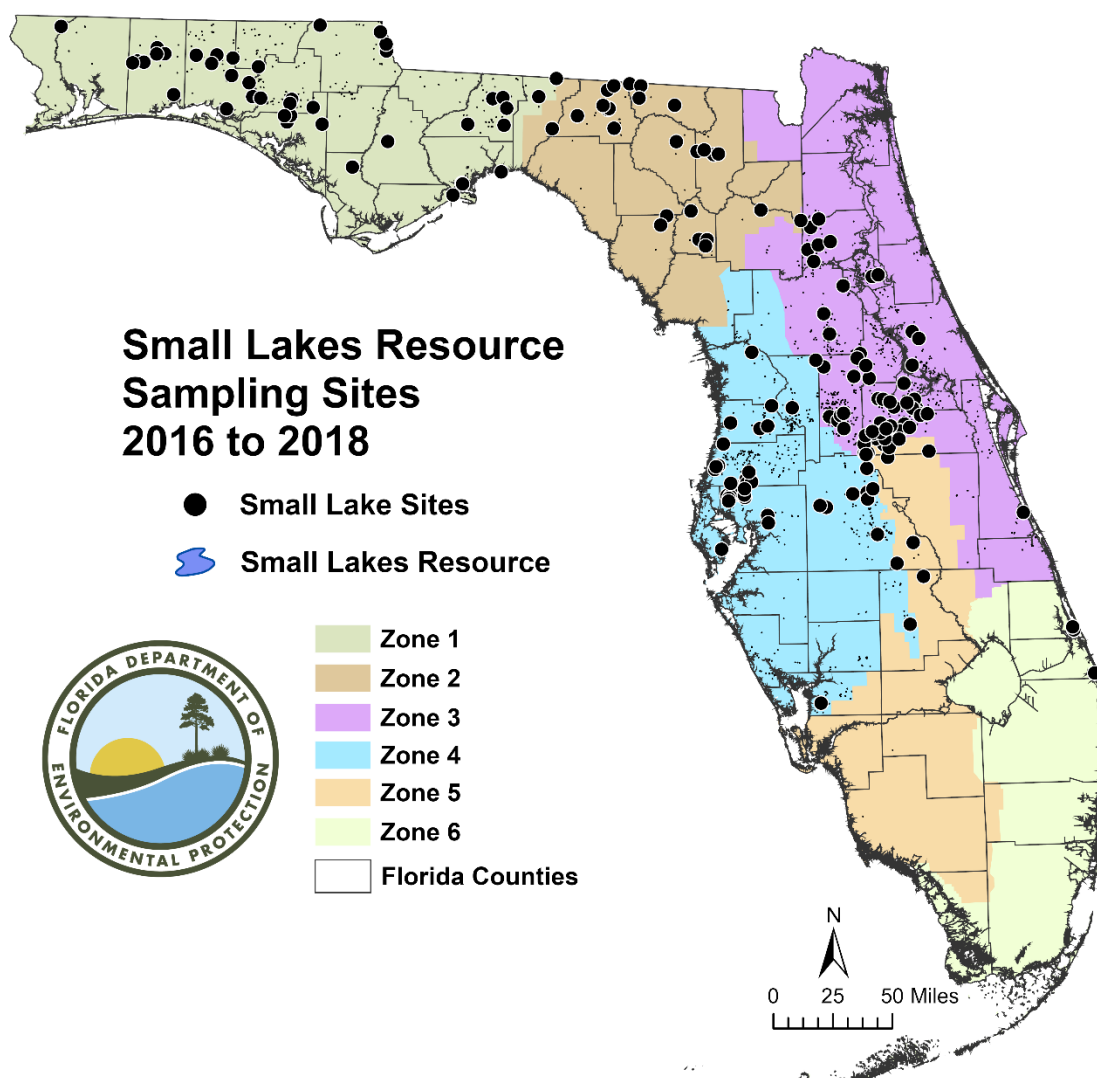 Small Lakes Resource
Sampling Sites
2016 to 2018
Small Lake Sites
Small Lakes Resource
FLORIDA DEPARTMENT OF
ENVIRONMENTAL PROTECTION
Zone 1
Zone 2
Zone 3
Zone 4
Zone 5
Zone 6
Florida Counties
N
0 25 50 Miles